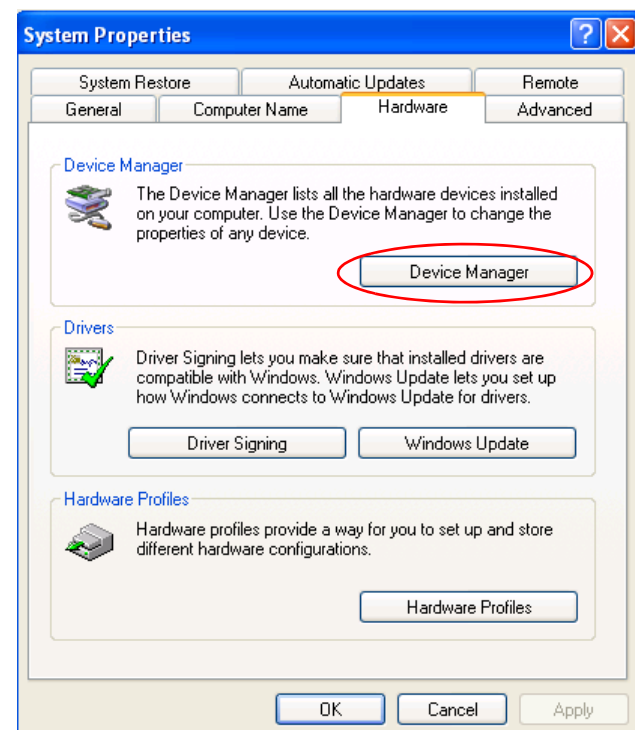 System Properties
System Restore Automatic Updates Remote
General Computer Name Hardware Advanced
Device Manager
The Device Manager lists all the hardware devices installed
on your computer. Use the Device Manager to change the
properties of any device.
Device Manager
Drivers
Driver Signing lets you make sure that installed drivers are
compatible with Windows. Windows Update lets you set up
how Windows connects to Windows Update for drivers.
Driver Signing Windows Update
Hardware Profiles
Hardware profiles provide a way for you to set up and store
different hardware configurations.
Hardware Profiles
OK Cancel Apply